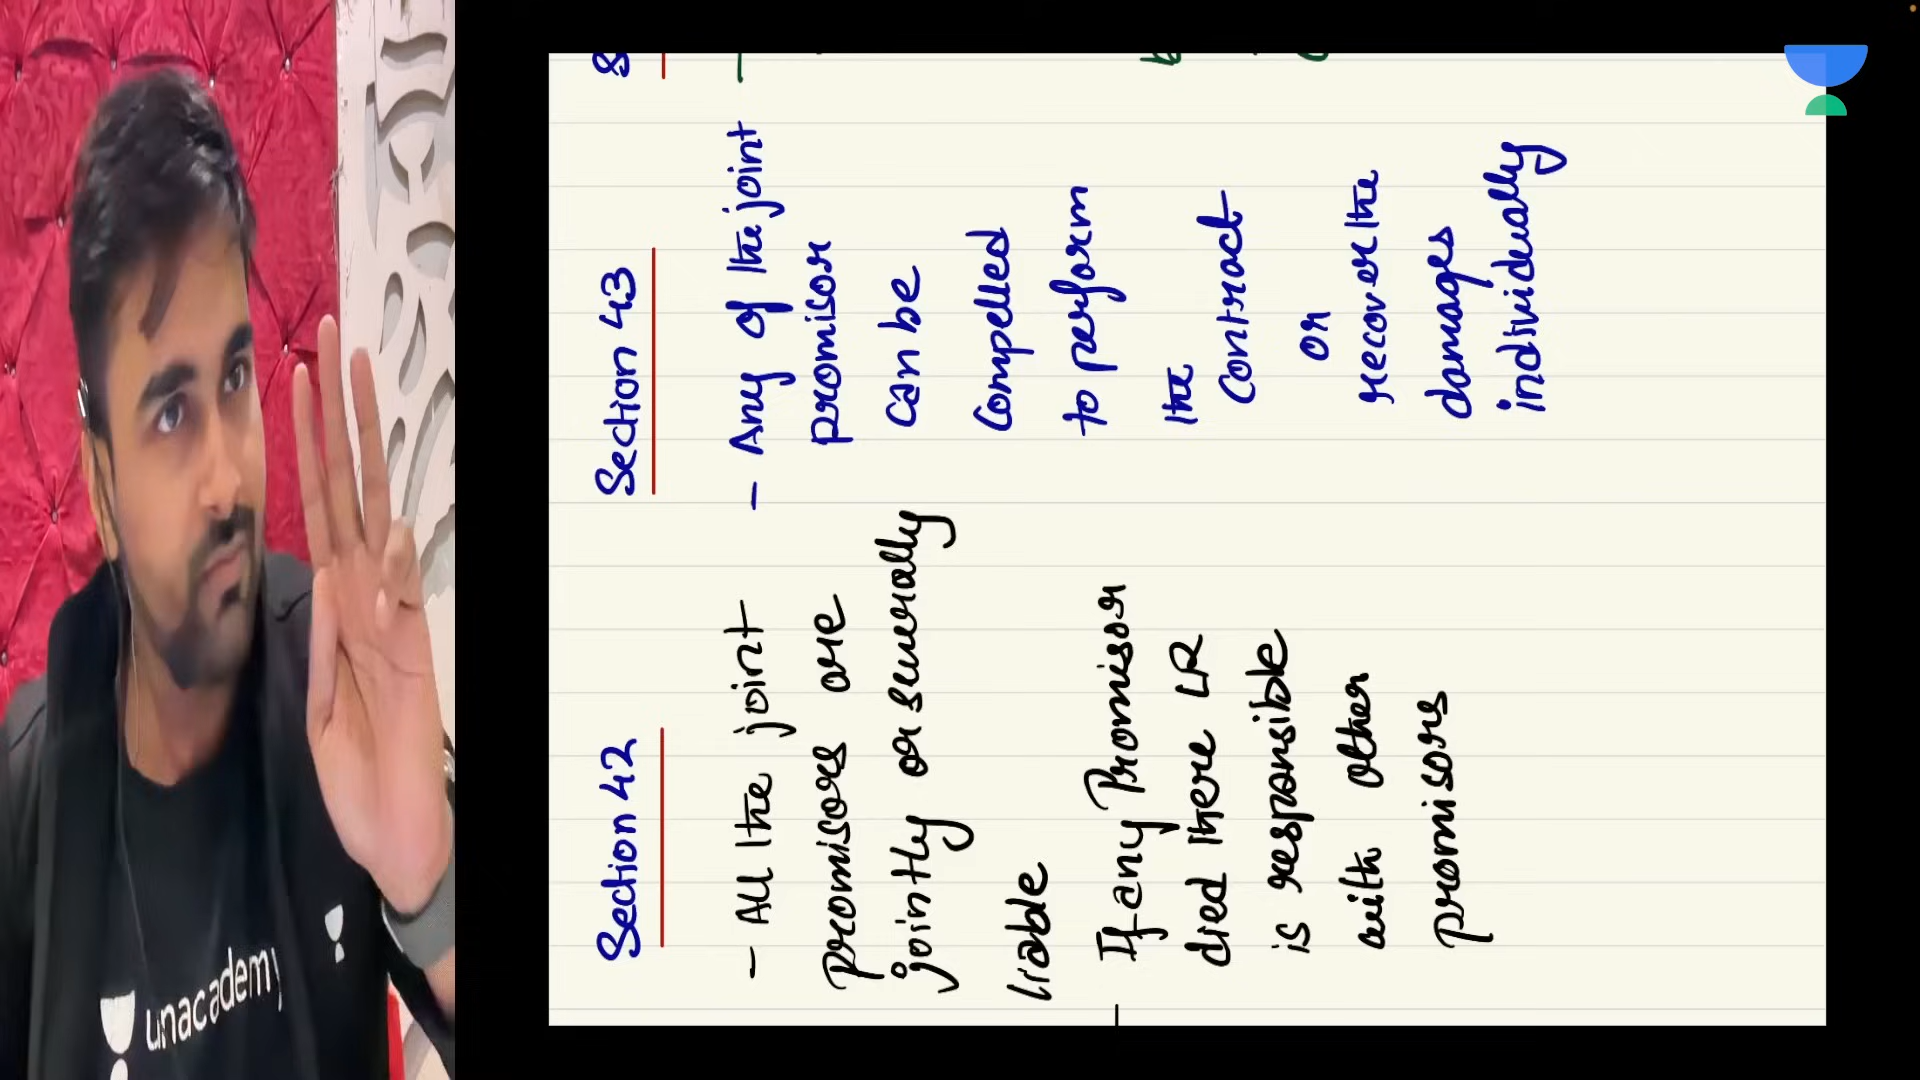 Section 42
- All the joint
promisors are
jointly or severally
liable
If any Promisor
died there LR
is responsible
with other
promisors
Section 43
- Any of the joint
promisor
can be
Compelled
to perform
the
Contract
or
recover the
damages
individually
unacademy